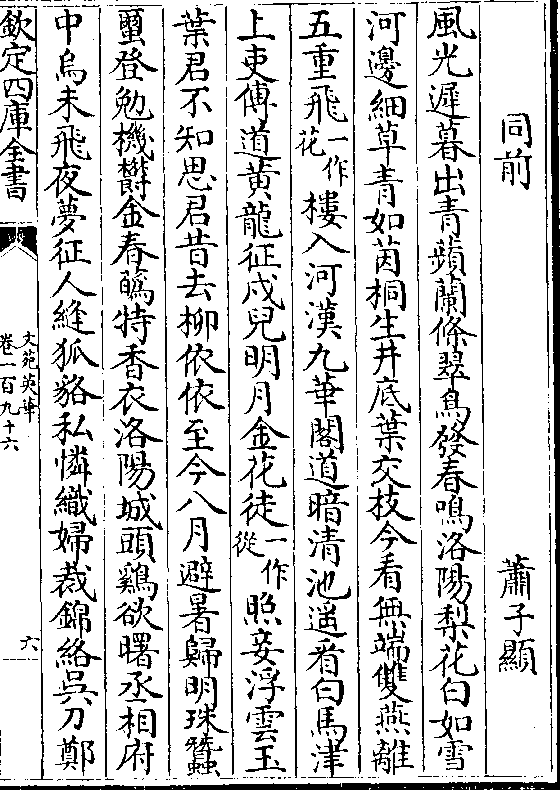 同前　蕭子顯
風光遲暮出青蘋蘭條翠鳥發春鳴洛陽梨花白如雪
河邊細草青如茵桐生井底葉交枝今看無端雙燕離
五重飛一作花樓入河漢九華閣道暗清池遥看白馬津
上吏傳道黄龍征戍兒明月金花徒一作從照妾浮雲玉
葉君不知思君昔去柳依依至今八月避暑歸明珠蠶
登勉機鬱金春特香衣洛陽城頭鷄欲曙丞相府
中烏未飛夜夢征人縫狐貉私憐織婦裁錦絡吳刀鄭
欽定四庫全書
文苑英華
卷一百九十六
六